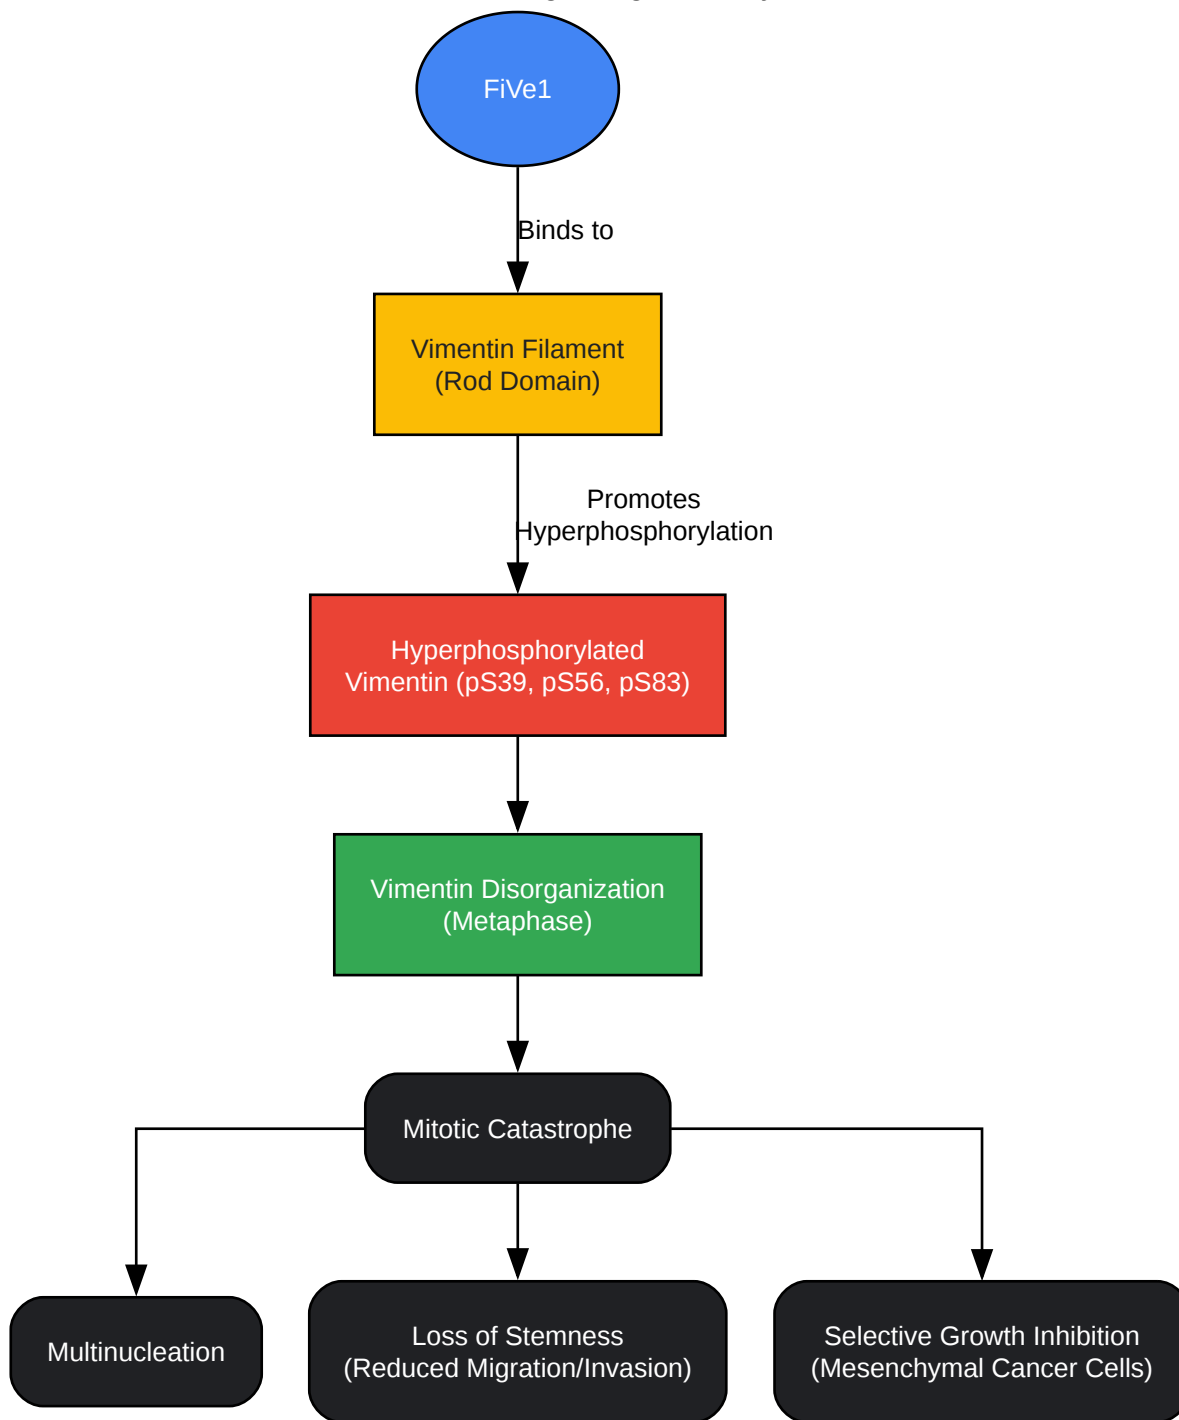 FiVe1
Binds to
Vimentin Filament
(Rod Domain)
Promotes
Hyperphosphorylation
Hyperphosphorylated
Vimentin (pS39, pS56, pS83)
Vimentin Disorganization
(Metaphase)
Mitotic Catastrophe
Multinucleation
Loss of Stemness
(Reduced Migration/Invasion)
Selective Growth Inhibition
(Mesenchymal Cancer Cells)